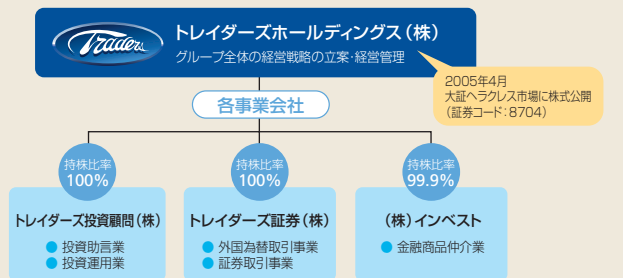 Traders
トレイダーズホールディングス（株）
グループ全体の経営戦略の立案・経営管理
2005年4月
大証ヘラクレス市場に株式公開
（証券コード：8704）
各事業会社
持株比率
100%
持株比率
100%
持株比率
99.9%
トレイダーズ投資顧問（株）
● 投資助言業
● 投資運用業
トレイダーズ証券（株）
● 外国為替取引事業
● 証券取引事業
（株）インベスト
● 金融商品仲介業